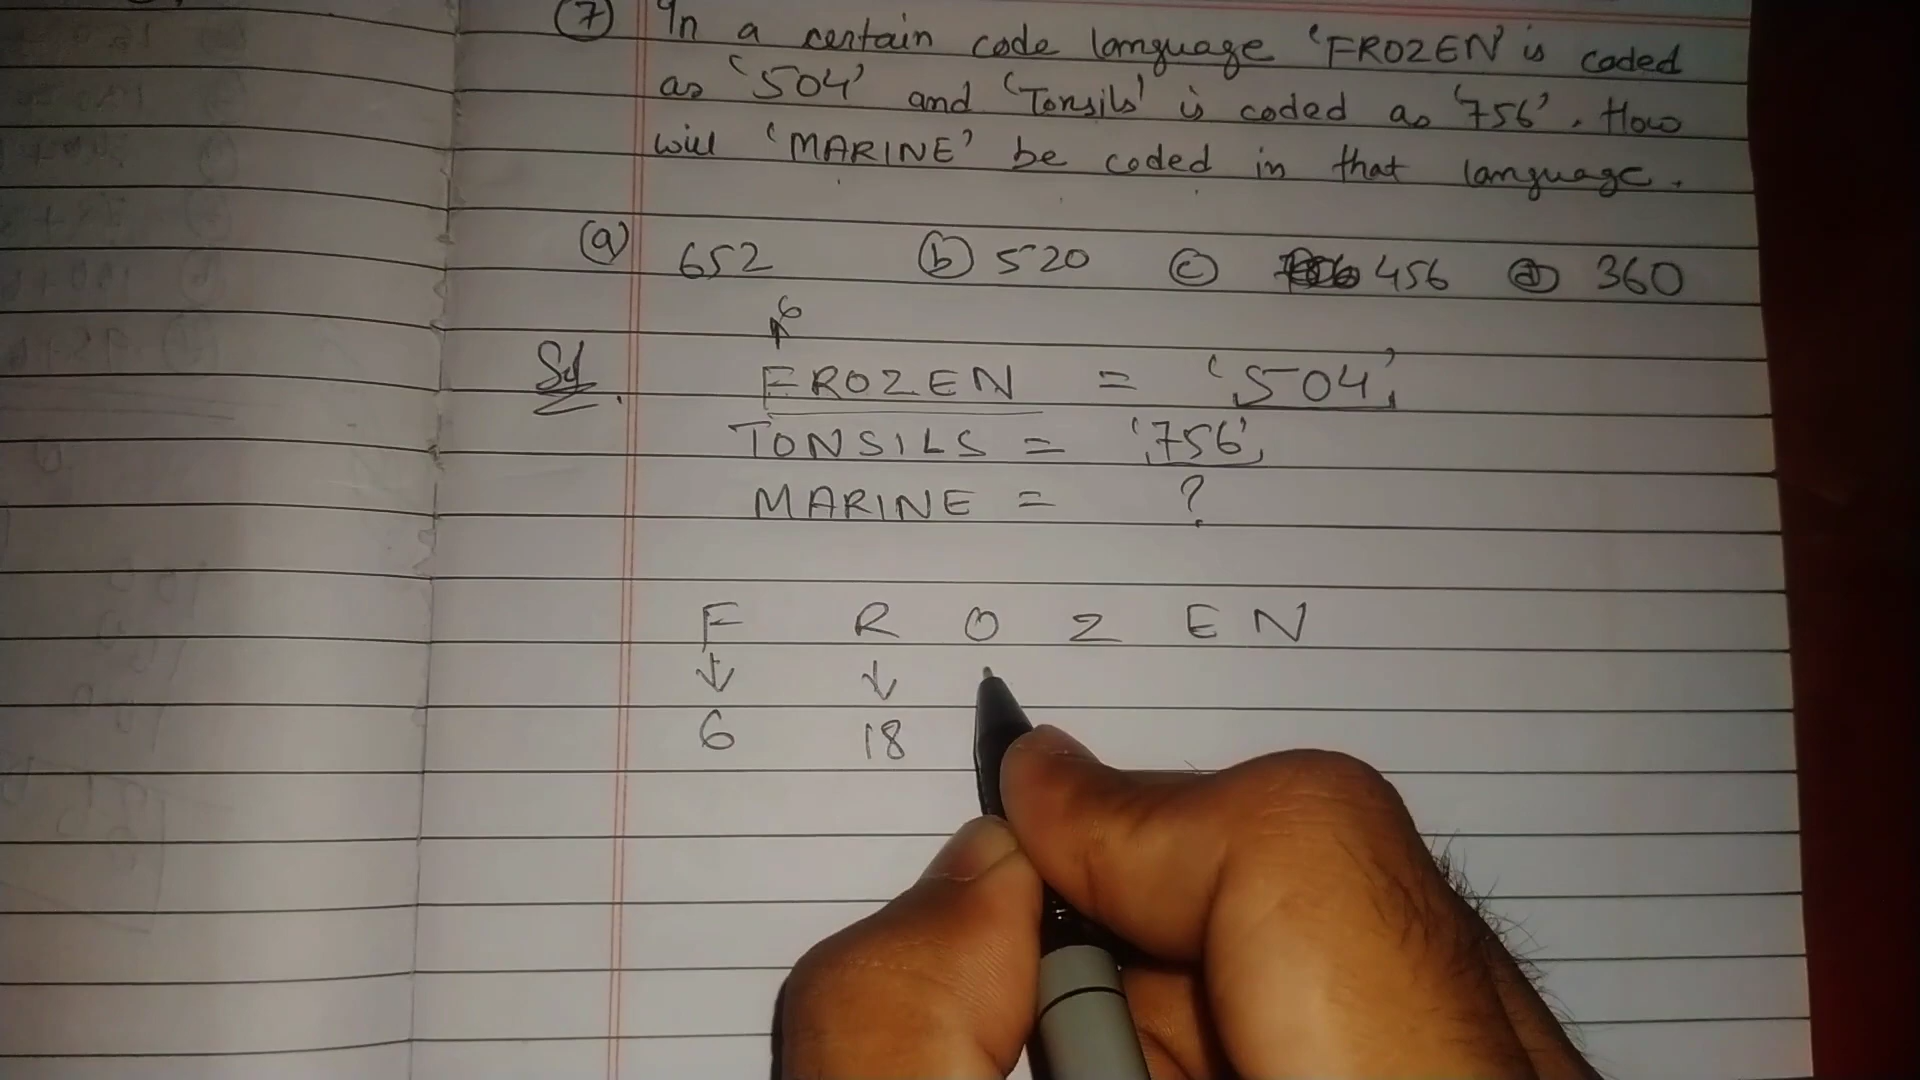 (7) In a certain code language 'FROZEN' is coded
as '504' and 'Tonsils' is coded as '756'. How
will 'MARINE' be coded in that language.
(a) 652 (b) 520 (c) 456 (d) 360
6
Sol. FROZEN = '504'
TONSILS = '756'
MARINE = ?
F R O Z E N
↓ ↓
6 18